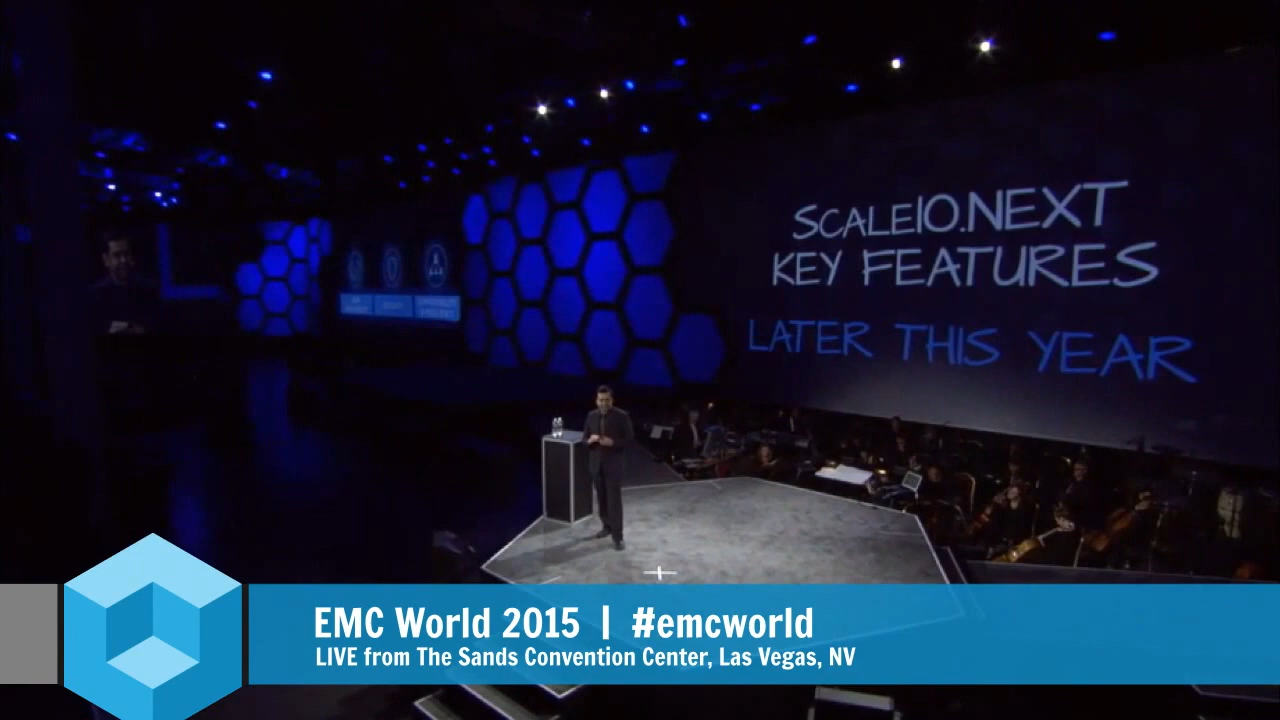 SCALEIO.NEXT
KEY FEATURES
LATER THIS YEAR
EMC World 2015 | #emcworld
LIVE from The Sands Convention Center, Las Vegas, NV